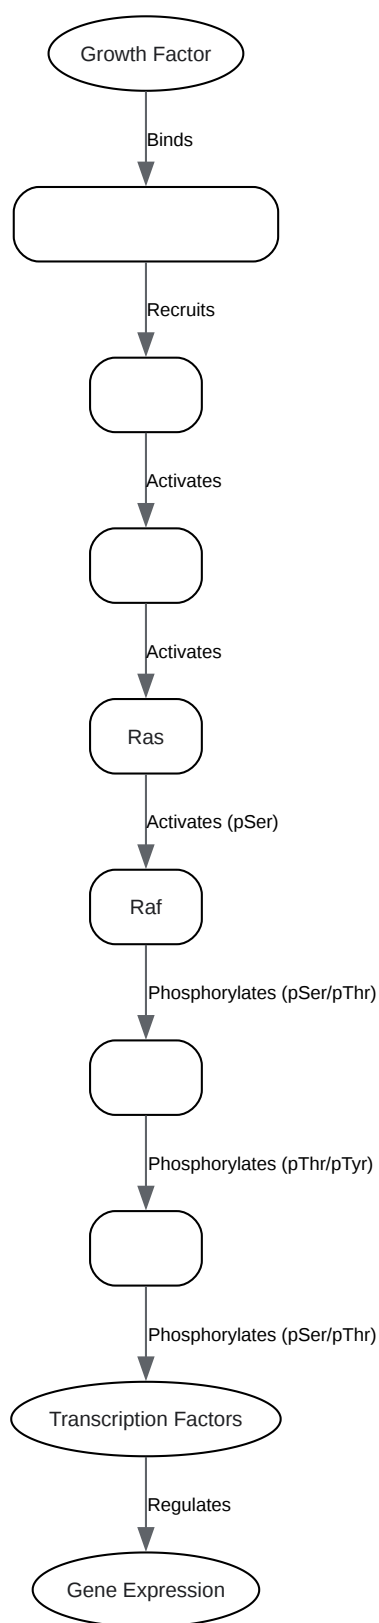 Growth Factor
Binds
Recruits
Activates
Activates
Ras
Activates (pSer)
Raf
Phosphorylates (pSer/pThr)
Phosphorylates (pThr/pTyr)
Phosphorylates (pSer/pThr)
Transcription Factors
Regulates
Gene Expression